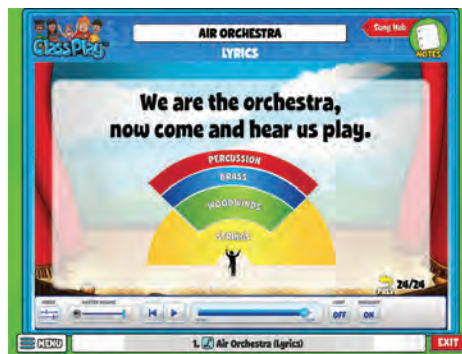 ClassPlay
AIR ORCHESTRA
Song Hub
LYRICS
NOTES
We are the orchestra,
now come and hear us play.
PERCUSSION
BRASS
WOODWINDS
STRINGS
PREV
24/24
OFF
ON
MENU
1. Air Orchestra (Lyrics)
EXIT